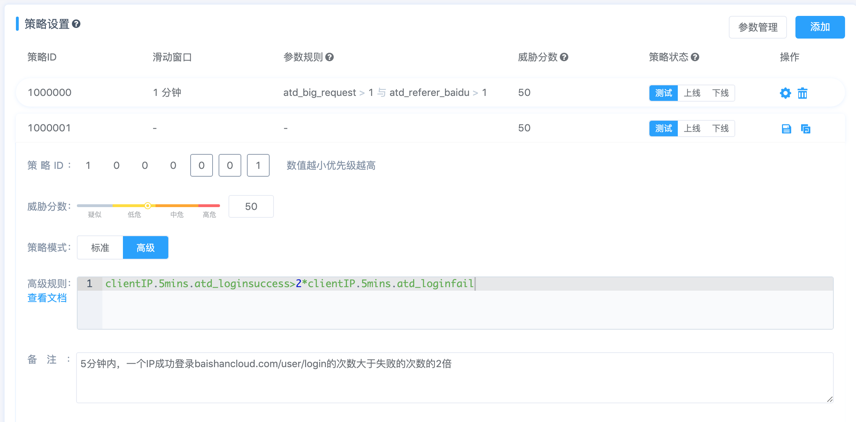 策略设置
参数管理 添加
策略ID 滑动窗口 参数规则 威胁分数 策略状态 操作
1000000 1 分钟 atd_big_request > 1 与 atd_referer_baidu > 1 50 测试 上线 下线
1000001 - - 50 测试 上线 下线
策 略 ID : 1 0 0 0 0 0 1 数值越小优先级越高
威胁分数: 50
疑似 低危 中危 高危
策略模式: 标准 高级
高级规则: 1 clientIP.5mins.atd_loginsuccess>2*clientIP.5mins.atd_loginfail
查看文档
备 注 : 5分钟内，一个IP成功登录baishancloud.com/user/login的次数大于失败的次数的2倍